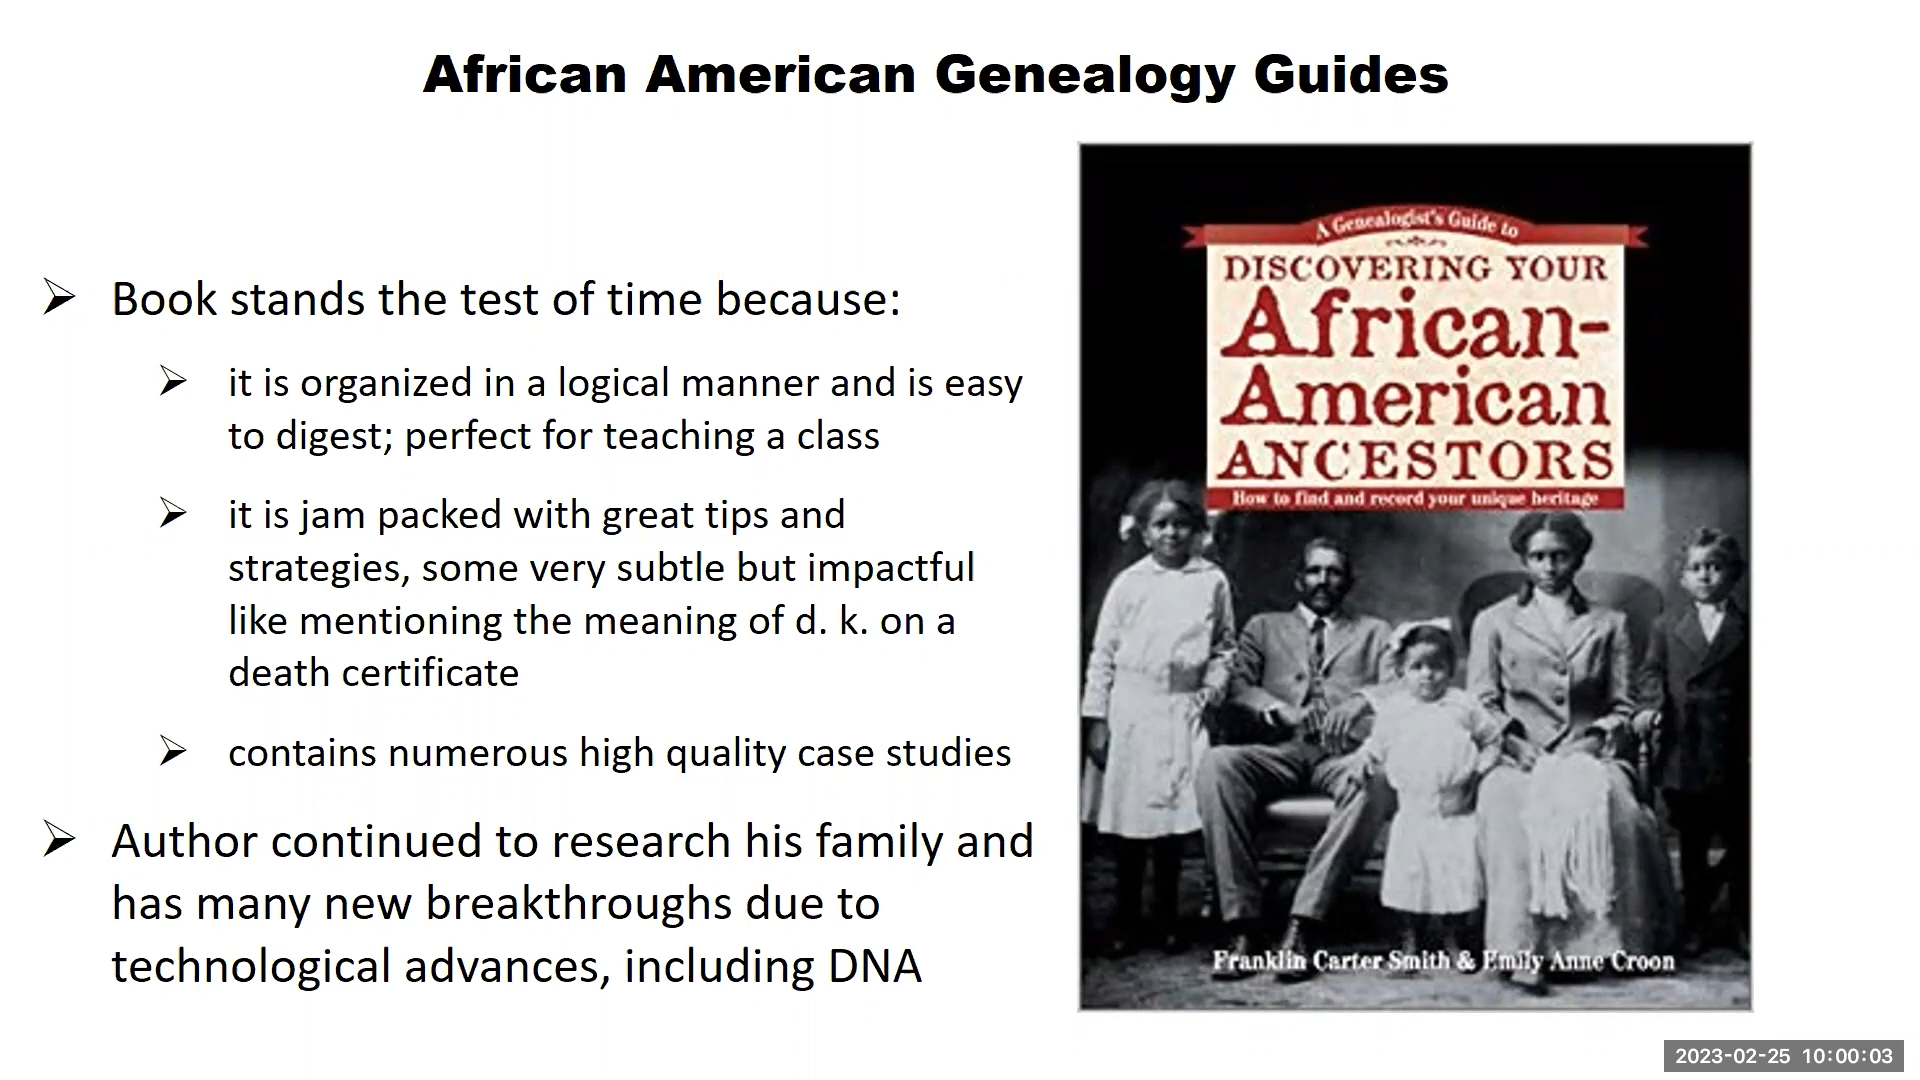 African American Genealogy Guides
Book stands the test of time because:
it is organized in a logical manner and is easy
to digest; perfect for teaching a class
it is jam packed with great tips and
strategies, some very subtle but impactful
like mentioning the meaning of d. k. on a
death certificate
contains numerous high quality case studies
Author continued to research his family and
has many new breakthroughs due to
technological advances, including DNA
A Genealogist's Guide to
DISCOVERING YOUR
African-
American
ANCESTORS
How to find and record your unique heritage
Franklin Carter Smith & Emily Anne Croon
2023-02-25 10:00:03